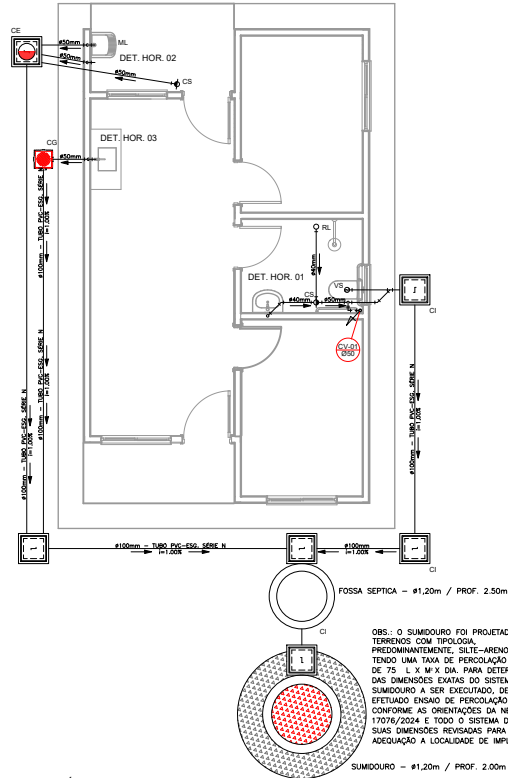 CE
ø50mm
ML
ø50mm
DET. HOR. 02
ø50mm
CS
CG
DET. HOR. 03
ø50mm
ø100mm - TUBO PVC-ESG. SÉRIE N
i=1.00%
RL
ø40mm
DET. HOR. 01
VS
CS
ø40mm
ø50mm
CI
CV-01
Ø50
ø100mm - TUBO PVC-ESG. SÉRIE N
i=1.00%
ø100mm - TUBO PVC-ESG. SÉRIE N
i=1.00%
ø100mm - TUBO PVC-ESG. SÉRIE N
i=1.00%
ø100mm - TUBO PVC-ESG. SÉRIE N
i=1.00%
ø100mm
i=1.00%
CI
FOSSA SEPTICA - ø1,20m / PROF. 2.50m
CI
OBS.: O SUMIDOURO FOI PROJETAD
TERRENOS COM TIPOLOGIA,
PREDOMINANTEMENTE, SILTE-ARENO
TENDO UMA TAXA DE PERCOLAÇÃO
DE 75 L X M² X DIA. PARA DETER
DAS DIMENSÕES EXATAS DO SISTEM
SUMIDOURO A SER EXECUTADO, DE
EFETUADO ENSAIO DE PERCOLAÇÃO
CONFORME AS ORIENTAÇÕES DA NB
17076/2024 E TODO O SISTEMA D
SUAS DIMENSÕES REVISADAS PARA
ADEQUAÇÃO A LOCALIDADE DE IMPL
SUMIDOURO - ø1,20m / PROF. 2.00m